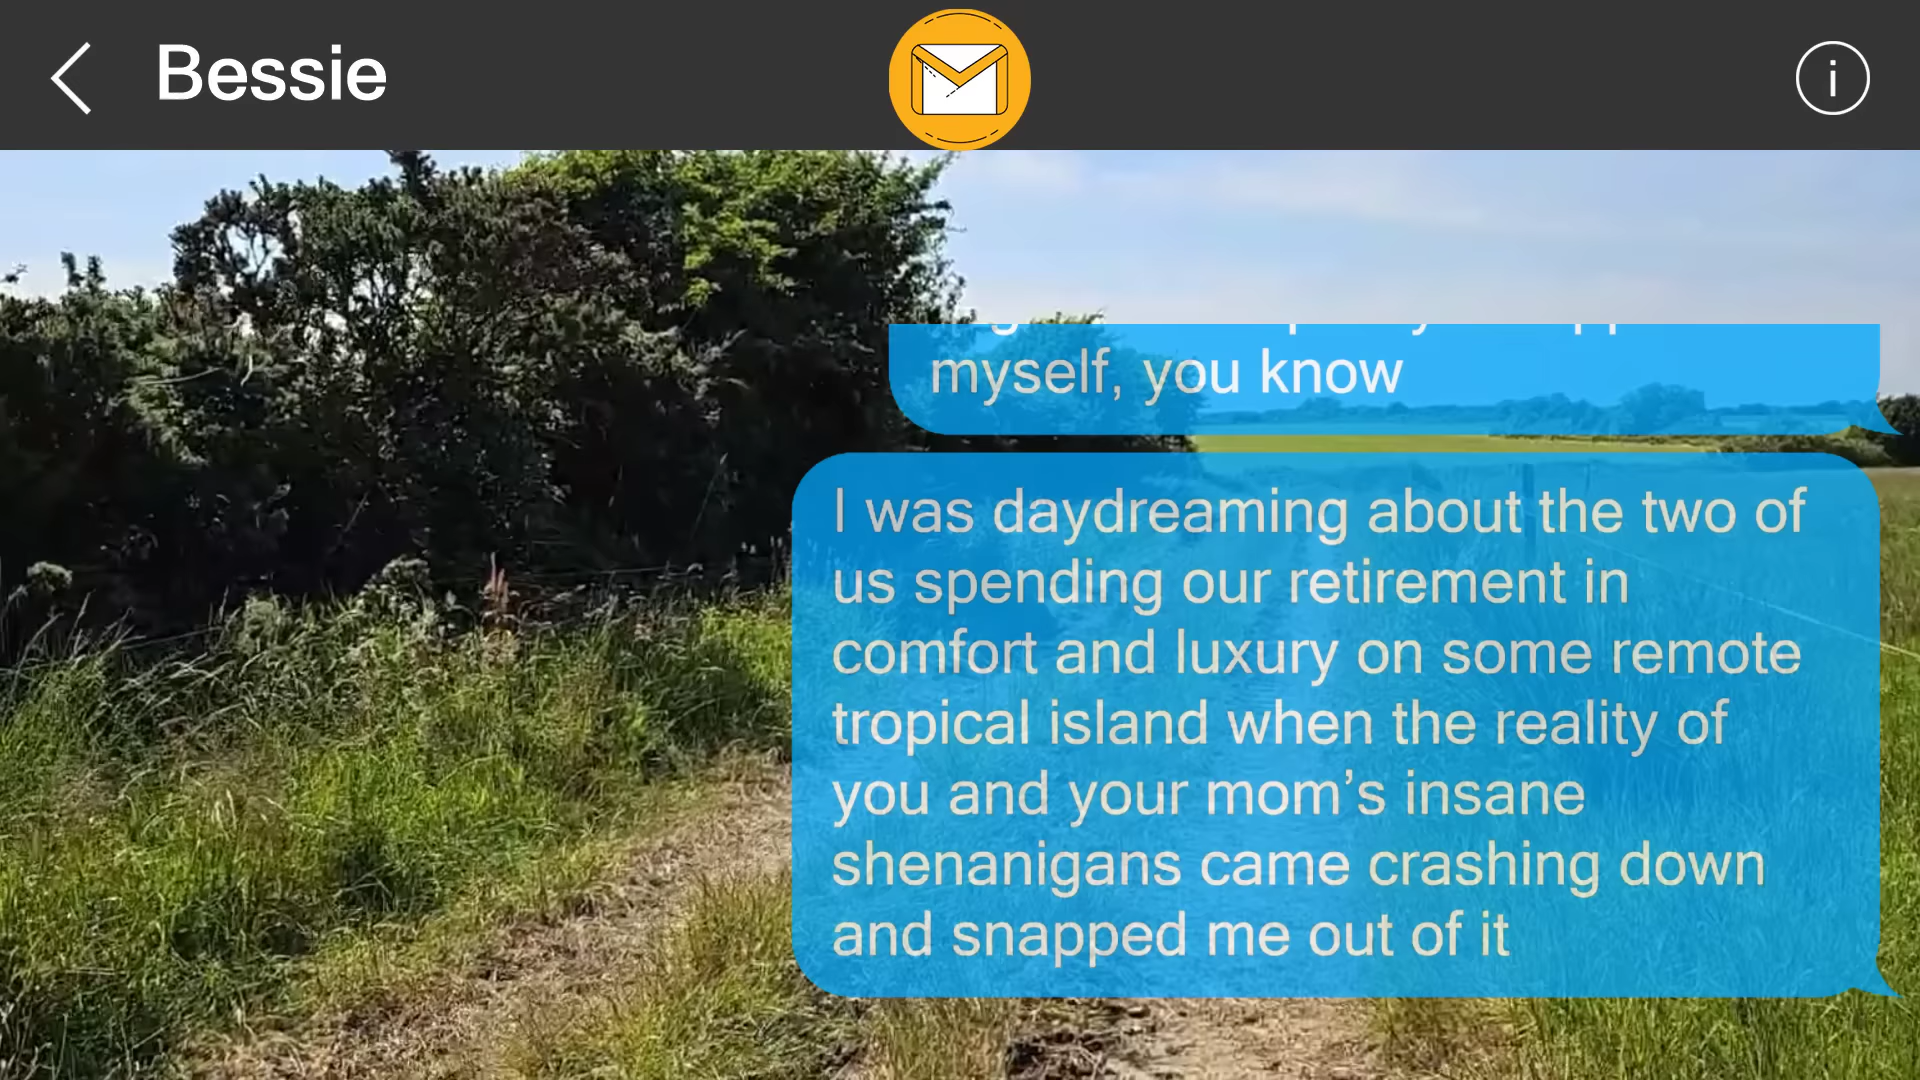 Bessie
i
myself, you know
I was daydreaming about the two of
us spending our retirement in
comfort and luxury on some remote
tropical island when the reality of
you and your mom’s insane
shenanigans came crashing down
and snapped me out of it